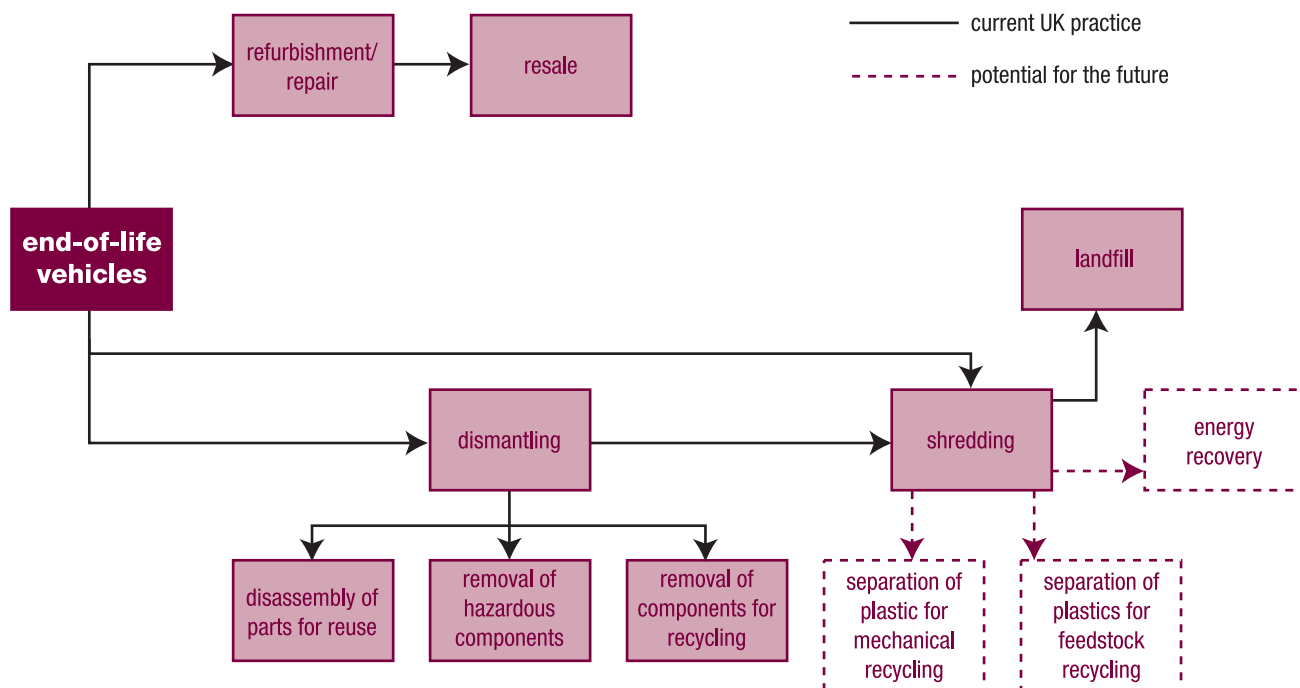 current UK practice
potential for the future
refurbishment/
repair
resale
end-of-life
vehicles
landfill
dismantling
shredding
energy
recovery
disassembly of
parts for reuse
removal of
hazardous
components
removal of
components for
recycling
separation of
plastic for
mechanical
recycling
separation of
plastics for
feedstock
recycling